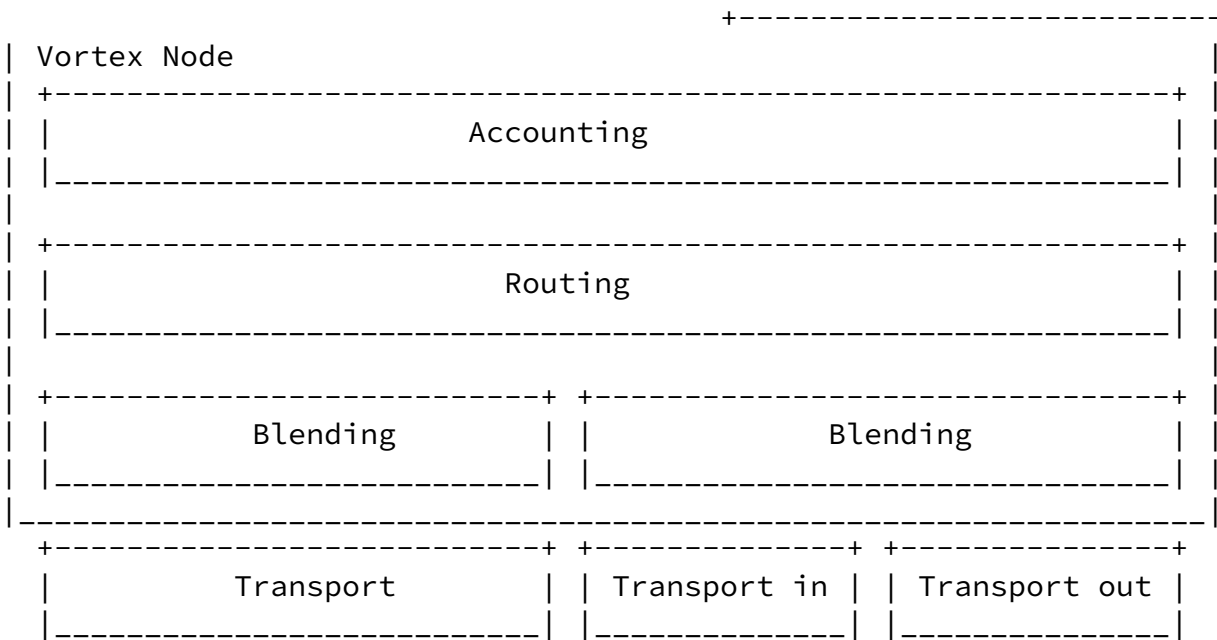 Vortex Node
Accounting
Routing
Blending Blending
Transport Transport in Transport out